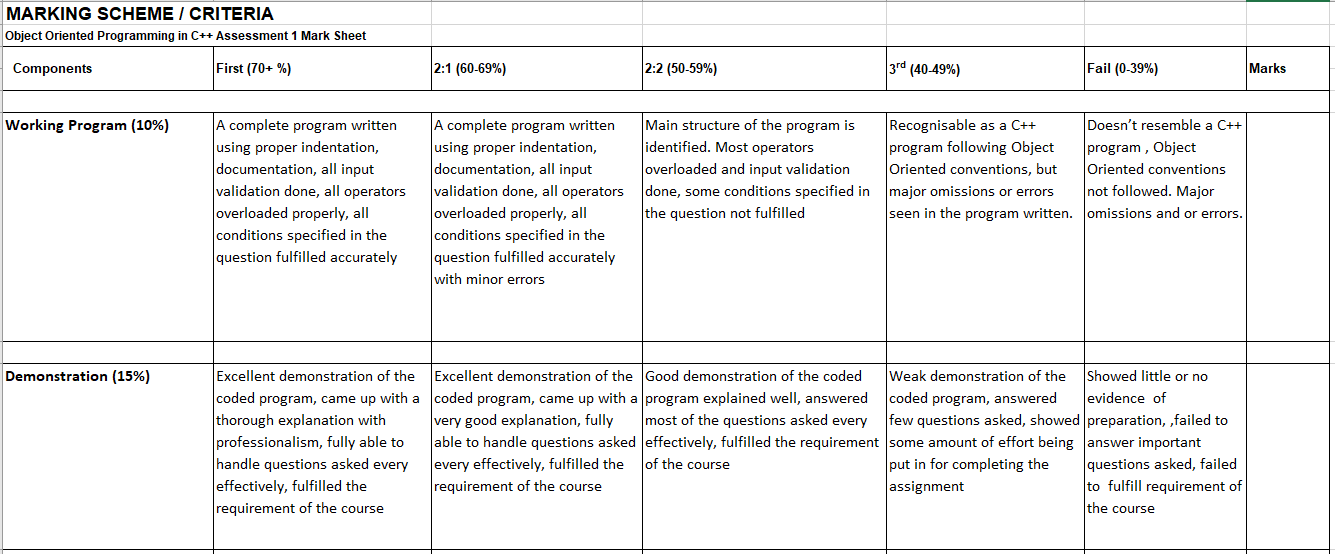 MARKING SCHEME / CRITERIA
Object Oriented Programming in C++ Assessment 1 Mark Sheet
Components
First (70+ %)
2:1 (60-69%)
2:2 (50-59%)
3rd (40-49%)
Fail (0-39%)
Marks
Working Program (10%)
A complete program written
using proper indentation,
documentation, all input
validation done, all operators
overloaded properly, all
conditions specified in the
question fulfilled accurately
A complete program written
using proper indentation,
documentation, all input
validation done, all operators
overloaded properly, all
conditions specified in the
question fulfilled accurately
with minor errors
Main structure of the program is
identified. Most operators
overloaded and input validation
done, some conditions specified in
the question not fulfilled
Recognisable as a C++
program following Object
Oriented conventions, but
major omissions or errors
seen in the program written.
Doesn’t resemble a C++
program , Object
Oriented conventions
not followed. Major
omissions and or errors.
Demonstration (15%)
Excellent demonstration of the
coded program, came up with a
thorough explanation with
professionalism, fully able to
handle questions asked every
effectively, fulfilled the
requirement of the course
Excellent demonstration of the
coded program, came up with a
very good explanation, fully
able to handle questions asked
every effectively, fulfilled the
requirement of the course
Good demonstration of the coded
program explained well, answered
most of the questions asked every
effectively, fulfilled the requirement
of the course
Weak demonstration of the
coded program, answered
few questions asked, showed
some amount of effort being
put in for completing the
assignment
Showed little or no
evidence of
preparation, ,failed to
answer important
questions asked, failed
to fulfill requirement of
the course